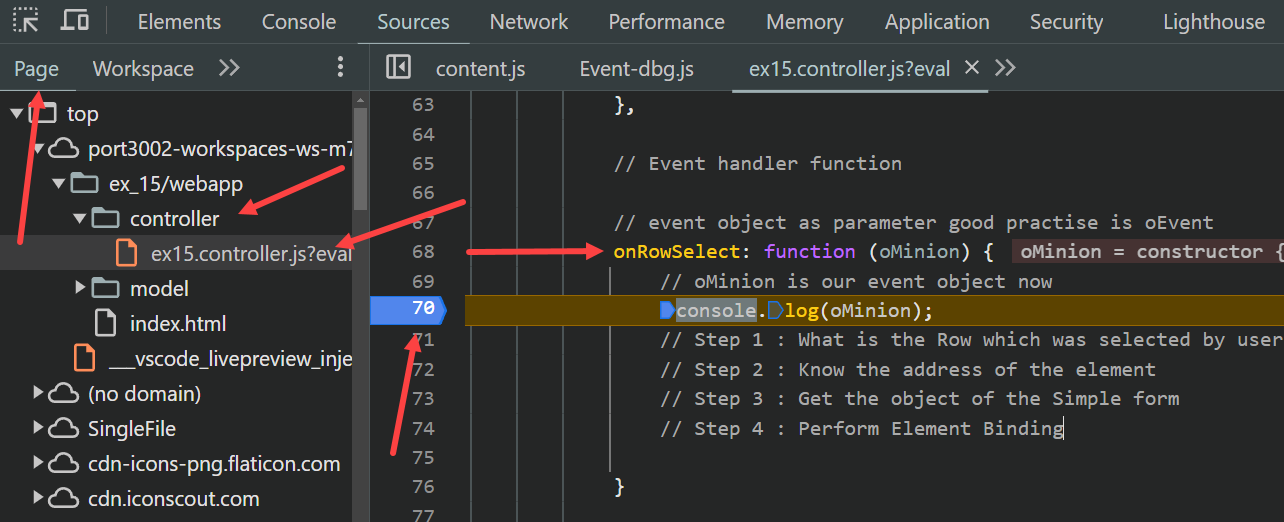 Elements Console Sources Network Performance Memory Application Security Lighthouse
Page Workspace
content.js Event-dbg.js ex15.controller.js?eval
top
port3002-workspaces-ws-m7
ex_15/webapp
controller
ex15.controller.js?eval
model
index.html
___vscode_livepreview_inje
(no domain)
SingleFile
cdn-icons-png.flaticon.com
cdn.iconscout.com
63 },
64
65 // Event handler function
66
67 // event object as parameter good practise is oEvent
68 onRowSelect: function (oMinion) { oMinion = constructor {
69 // oMinion is our event object now
70 console.log(oMinion);
71 // Step 1 : What is the Row which was selected by user
72 // Step 2 : Know the address of the element
73 // Step 3 : Get the object of the Simple form
74 // Step 4 : Perform Element Binding
75
76 }
77